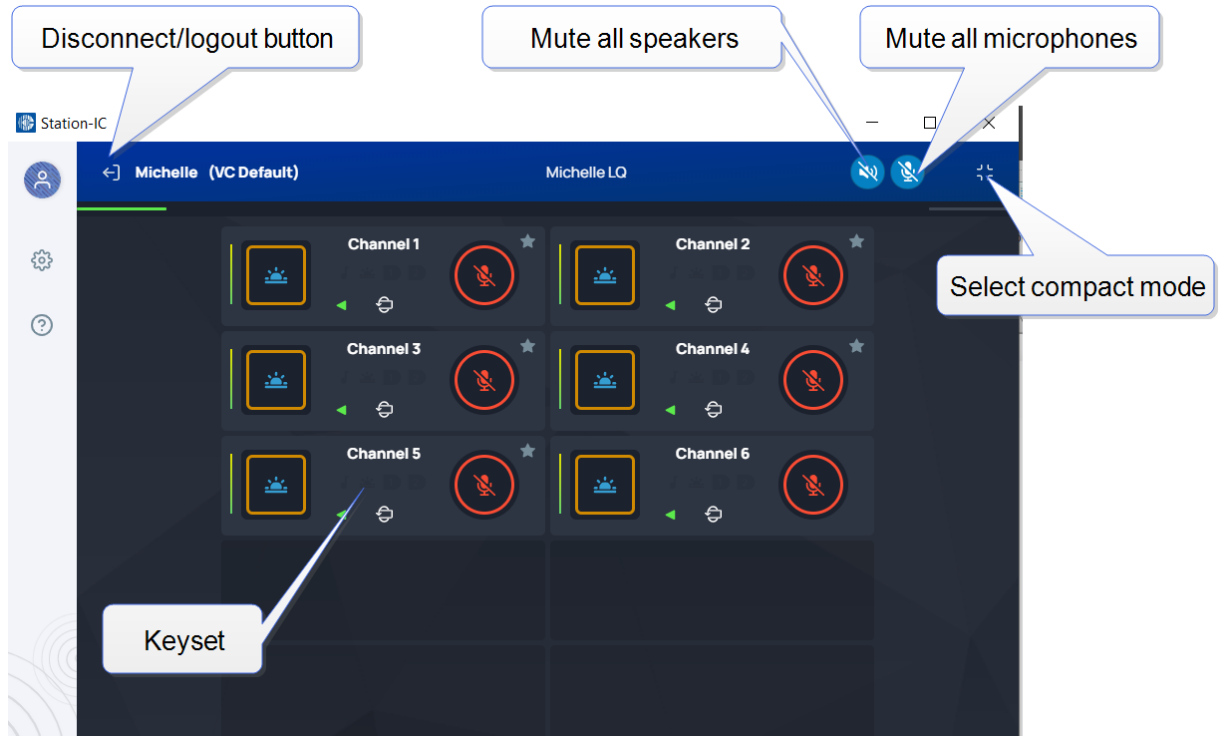 Disconnect/logout button
Mute all speakers
Mute all microphones
Station-IC
Michelle (VC Default)
Michelle LQ
Select compact mode
Channel 1
Channel 2
Channel 3
Channel 4
Channel 5
Channel 6
Keyset